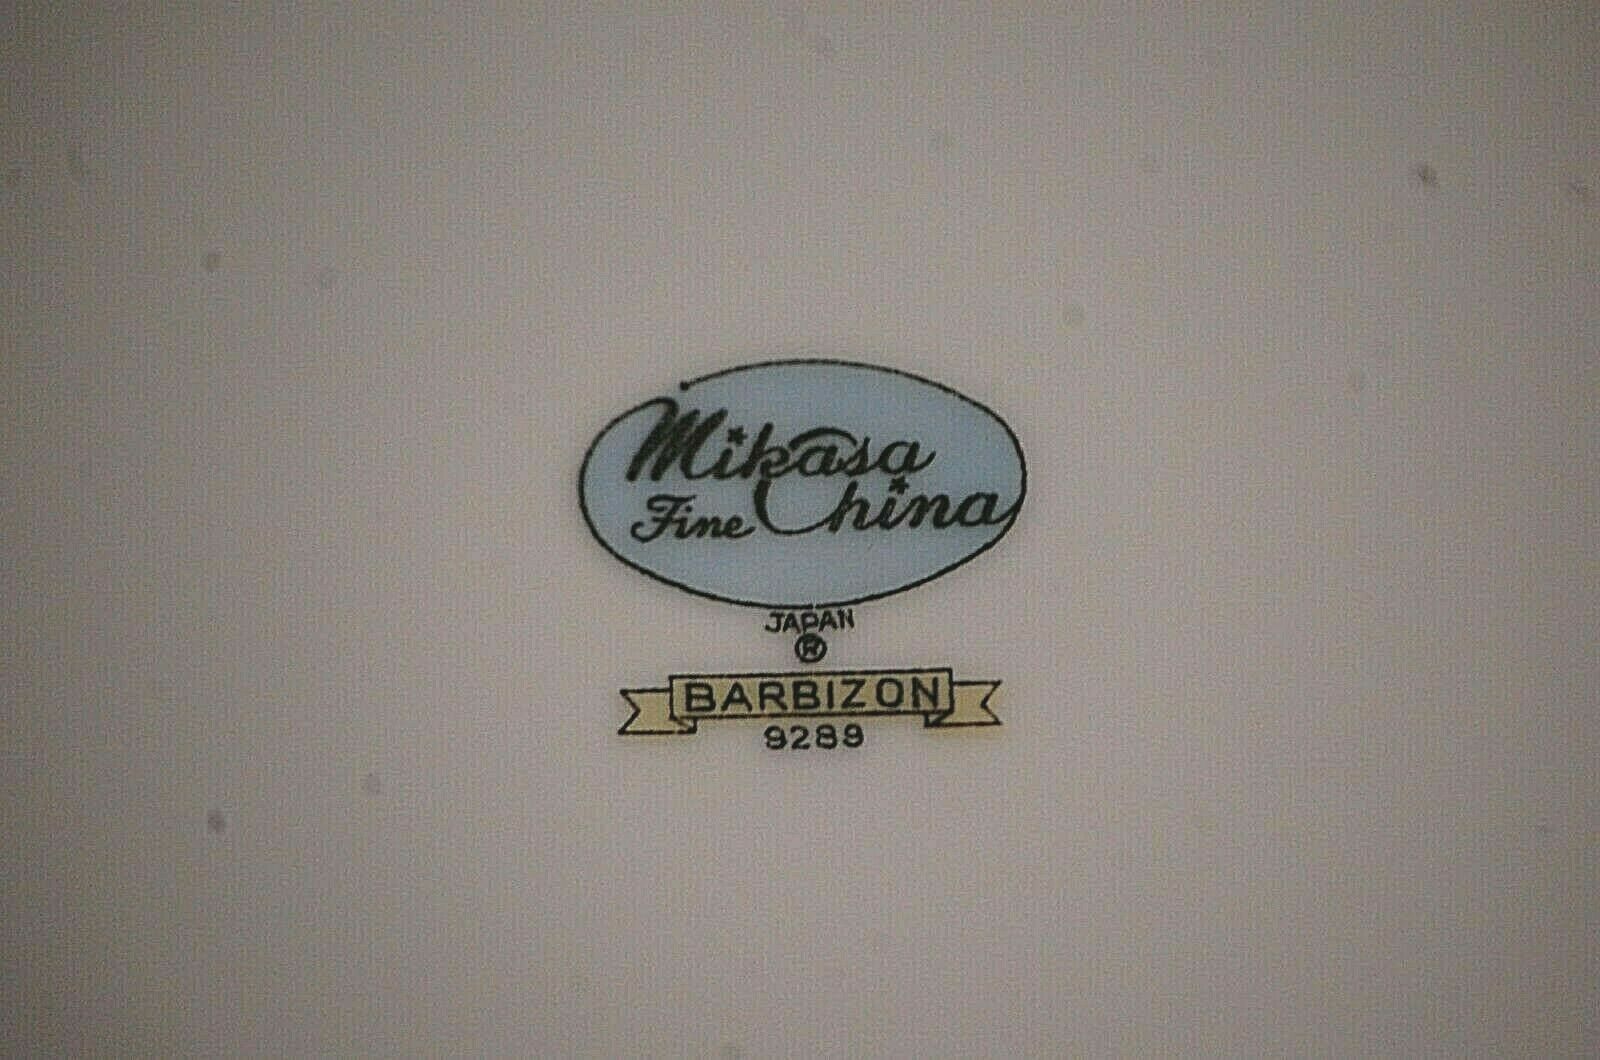 Mikasa
Fine China
JAPAN
®
BARBIZON
9289